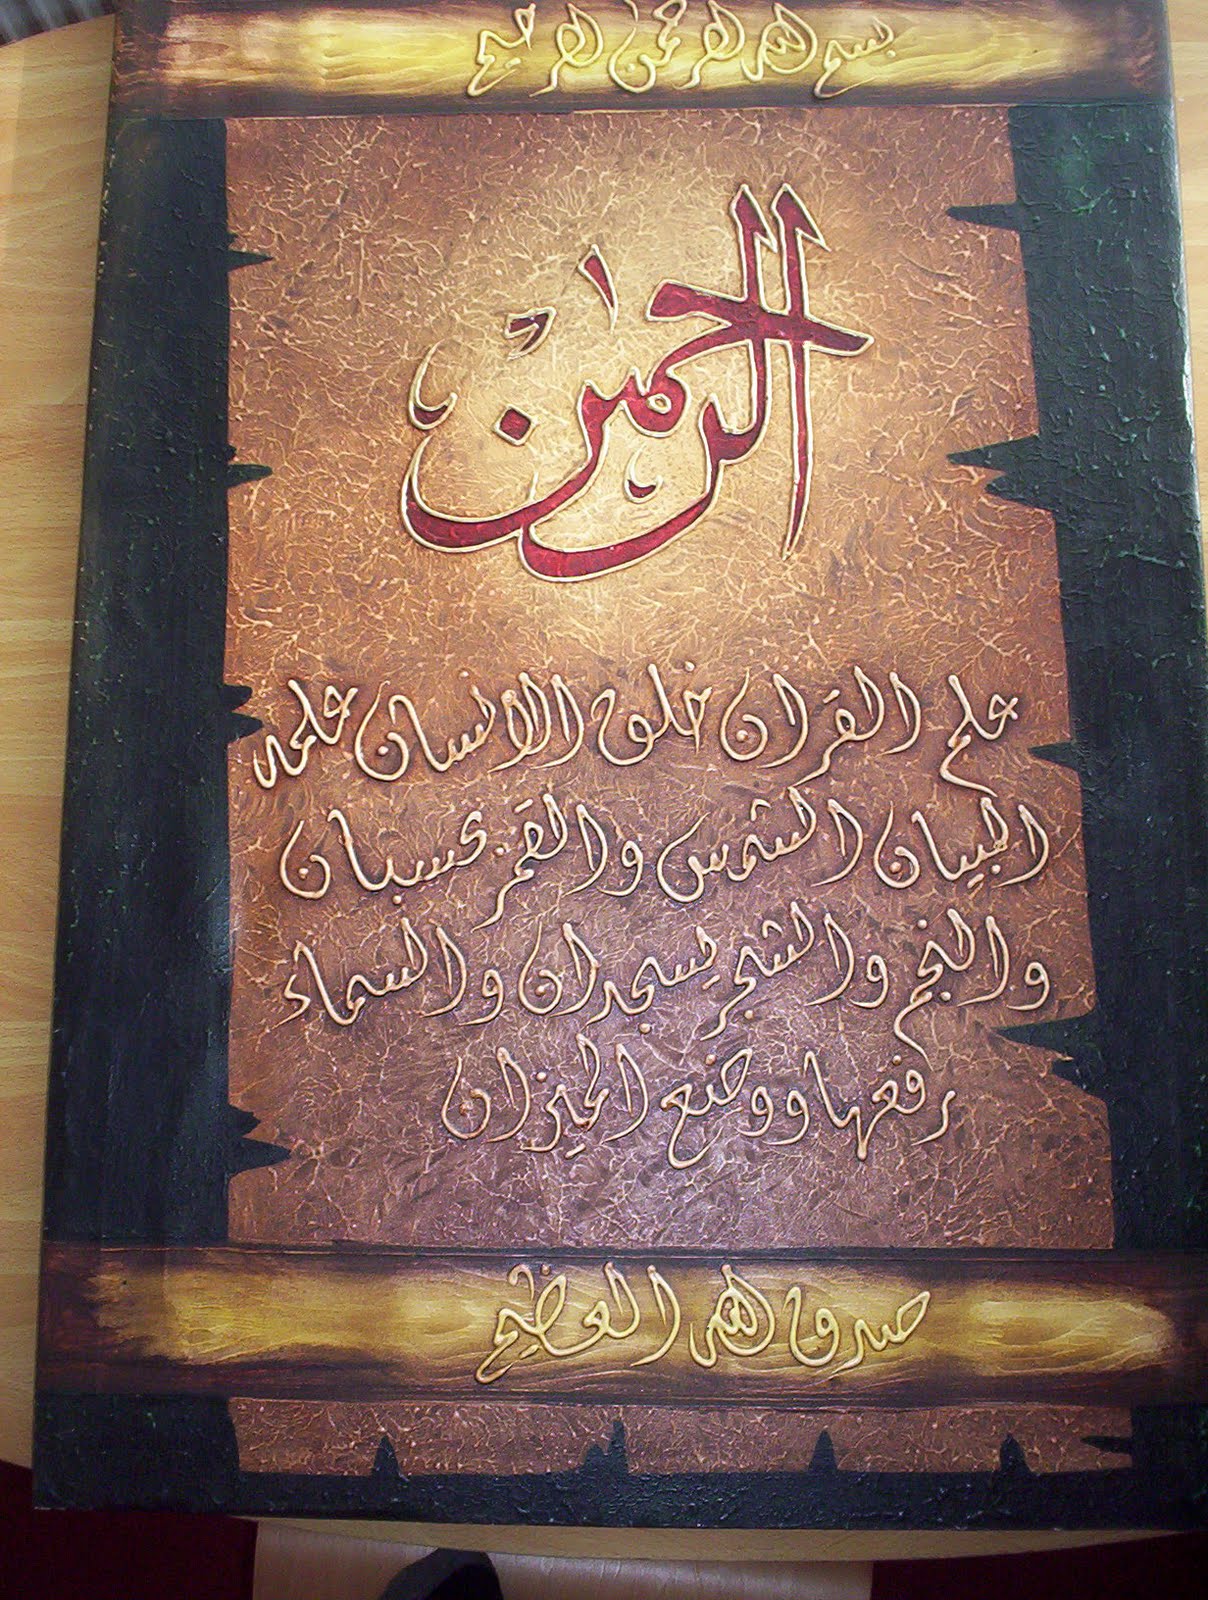 بسم الله الرحمن الرحيم
الرحمن
علم القران خلق الانسان علمه
البيان الشمس والقمر بحسبان
والنجم والشجر يسجدان والسماء
رفعها ووضع الميزان
صدق الله العظيم